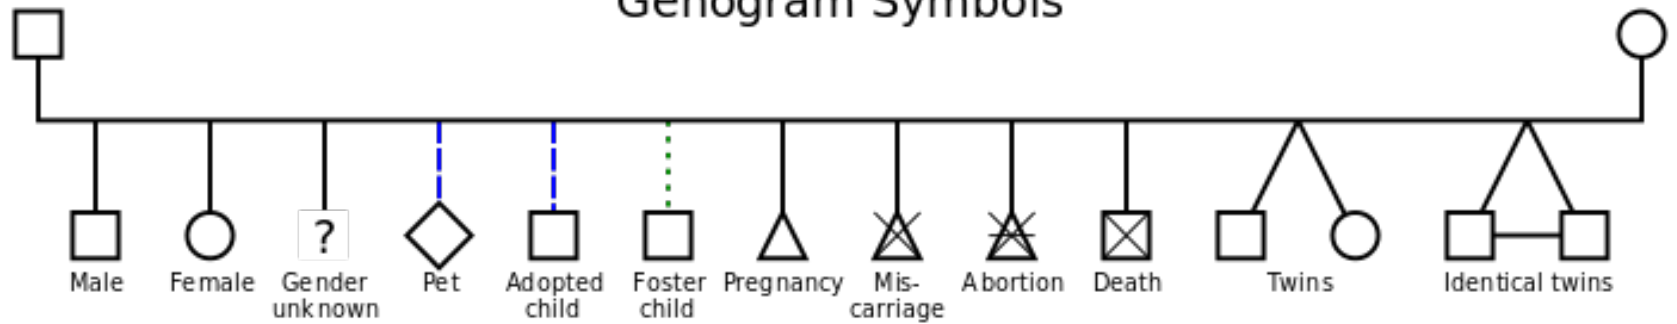 Genogram Symbols
?
Male
Female
Gender
unknown
Pet
Adopted
child
Foster
child
Pregnancy
Mis-
carriage
Abortion
Death
Twins
Identical twins